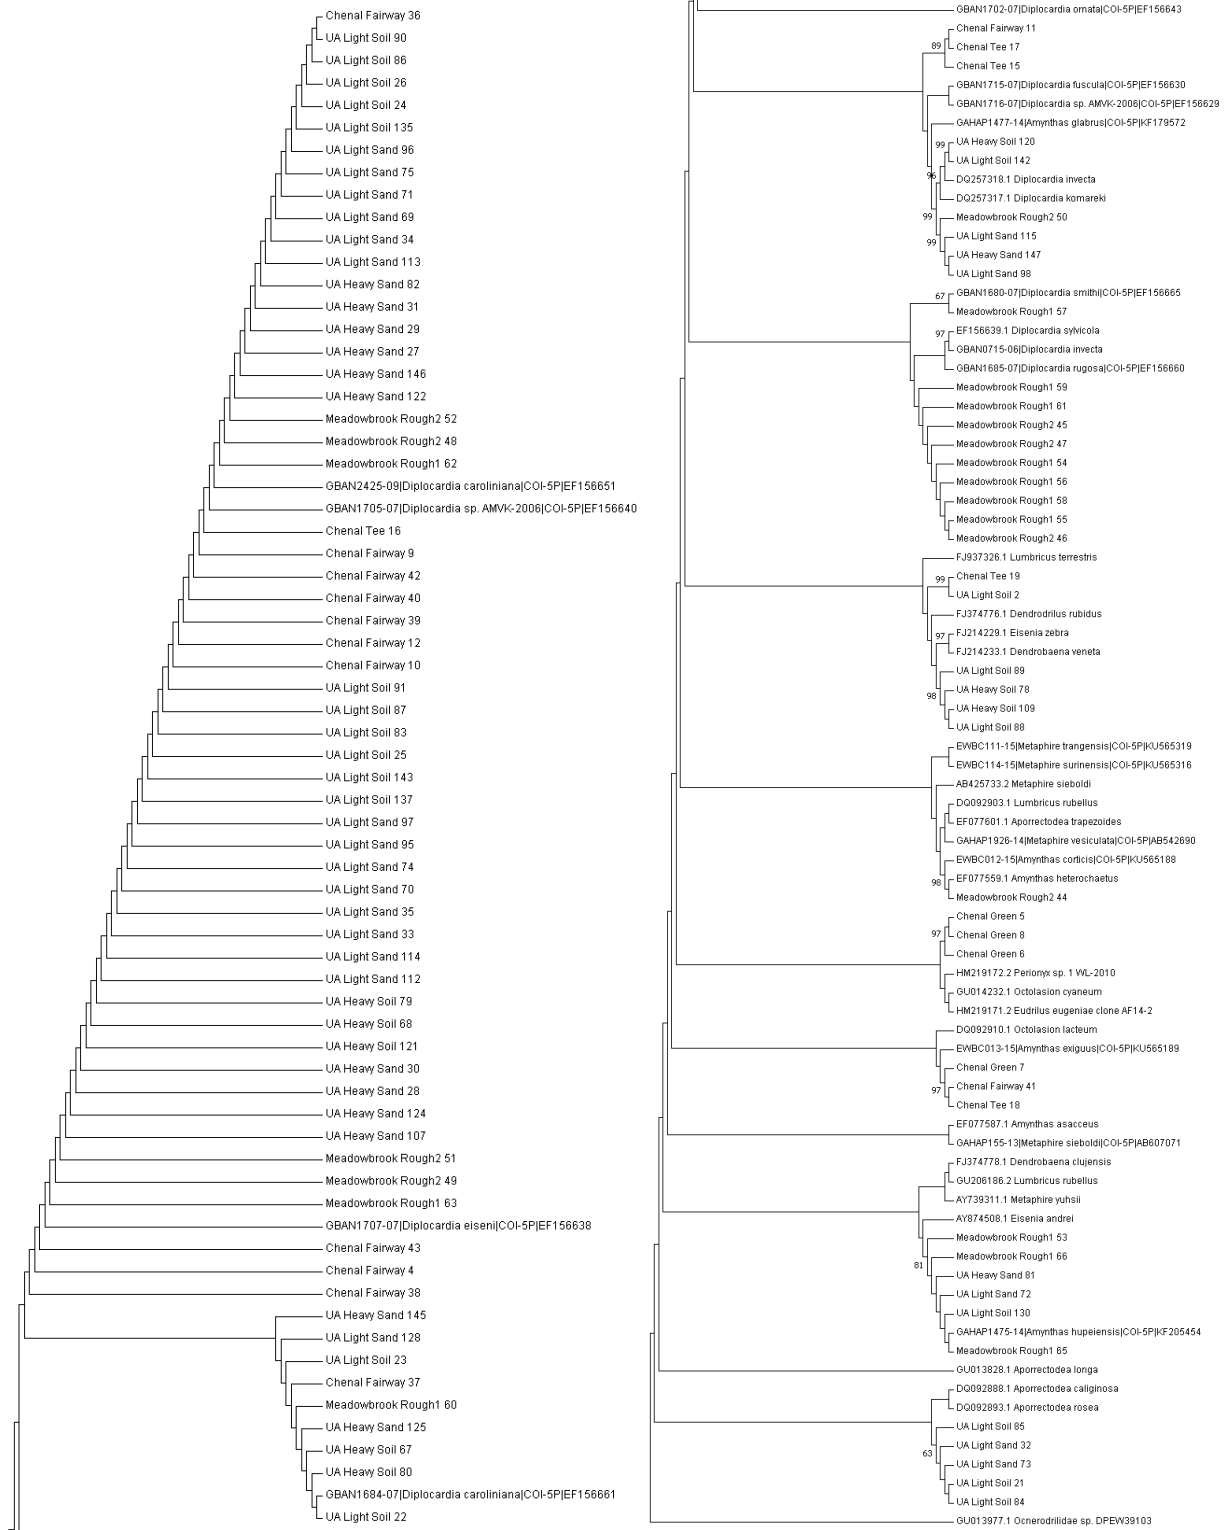 Chenal Fairway 36
UA Light Soil 90
UA Light Soil 86
UA Light Soil 26
UA Light Soil 24
UA Light Soil 135
UA Light Sand 96
UA Light Sand 75
UA Light Sand 71
UA Light Sand 69
UA Light Sand 34
UA Light Sand 113
UA Heavy Sand 82
UA Heavy Sand 31
UA Heavy Sand 29
UA Heavy Sand 27
UA Heavy Sand 146
UA Heavy Sand 122
Meadowbrook Rough2 52
Meadowbrook Rough2 48
Meadowbrook Rough1 62
GBAN2425-09|Diplocardia caroliniana|COI-5P|EF156651
GBAN1705-07|Diplocardia sp. AMVK-2006|COI-5P|EF156640
Chenal Tee 16
Chenal Fairway 9
Chenal Fairway 42
Chenal Fairway 40
Chenal Fairway 39
Chenal Fairway 12
Chenal Fairway 10
UA Light Soil 91
UA Light Soil 87
UA Light Soil 83
UA Light Soil 25
UA Light Soil 143
UA Light Soil 137
UA Light Sand 97
UA Light Sand 95
UA Light Sand 74
UA Light Sand 70
UA Light Sand 35
UA Light Sand 33
UA Light Sand 114
UA Light Sand 112
UA Heavy Soil 79
UA Heavy Soil 68
UA Heavy Soil 121
UA Heavy Sand 30
UA Heavy Sand 28
UA Heavy Sand 124
UA Heavy Sand 107
Meadowbrook Rough2 51
Meadowbrook Rough2 49
Meadowbrook Rough1 63
GBAN1707-07|Diplocardia eiseni|COI-5P|EF156638
Chenal Fairway 43
Chenal Fairway 4
Chenal Fairway 38
UA Heavy Sand 145
UA Light Sand 128
UA Light Soil 23
Chenal Fairway 37
Meadowbrook Rough1 60
UA Heavy Sand 125
UA Heavy Soil 67
UA Heavy Soil 80
GBAN1684-07|Diplocardia caroliniana|COI-5P|EF156661
UA Light Soil 22
GBAN1702-07|Diplocardia ornata|COI-5P|EF156643
Chenal Fairway 11
89
Chenal Tee 17
Chenal Tee 15
GBAN1715-07|Diplocardia fuscula|COI-5P|EF156630
GBAN1716-07|Diplocardia sp. AMVK-2006|COI-5P|EF156629
GAHAP1477-14|Amynthas glabrus|COI-5P|KF179572
UA Heavy Soil 120
99
UA Light Soil 142
96
DQ257318.1 Diplocardia invecta
DQ257317.1 Diplocardia komareki
99
Meadowbrook Rough2 50
UA Light Sand 115
99
UA Heavy Sand 147
UA Light Sand 98
GBAN1680-07|Diplocardia smithi|COI-5P|EF156665
67
Meadowbrook Rough1 57
EF156639.1 Diplocardia sylvicola
97
GBAN0715-06|Diplocardia invecta
GBAN1685-07|Diplocardia rugosa|COI-5P|EF156660
Meadowbrook Rough1 59
Meadowbrook Rough1 61
Meadowbrook Rough2 45
Meadowbrook Rough2 47
Meadowbrook Rough1 54
Meadowbrook Rough1 56
Meadowbrook Rough1 58
Meadowbrook Rough1 55
Meadowbrook Rough2 46
FJ937326.1 Lumbricus terrestris
Chenal Tee 19
99
UA Light Soil 2
FJ374776.1 Dendrodrilus rubidus
FJ214229.1 Eisenia zebra
97
FJ214233.1 Dendrobaena veneta
UA Light Soil 89
UA Heavy Soil 78
98
UA Heavy Soil 109
UA Light Soil 88
EWBC111-15|Metaphire trangensis|COI-5P|KU565319
EWBC114-15|Metaphire surinensis|COI-5P|KU565316
AB425733.2 Metaphire sieboldi
DQ092903.1 Lumbricus rubellus
EF077601.1 Aporrectodea trapezoides
GAHAP1926-14|Metaphire vesiculata|COI-5P|AB542690
EWBC012-15|Amynthas corticis|COI-5P|KU565188
EF077559.1 Amynthas heterochaetus
98
Meadowbrook Rough2 44
Chenal Green 5
97
Chenal Green 8
Chenal Green 6
HM219172.2 Perionyx sp. 1 WL-2010
GU014232.1 Octolasion cyaneum
HM219171.2 Eudrilus eugeniae clone AF14-2
DQ092910.1 Octolasion lacteum
EWBC013-15|Amynthas exiguus|COI-5P|KU565189
Chenal Green 7
97
Chenal Fairway 41
Chenal Tee 18
EF077587.1 Amynthas asacceus
GAHAP155-13|Metaphire sieboldi|COI-5P|AB607071
FJ374778.1 Dendrobaena clujensis
GU206186.2 Lumbricus rubellus
AY739311.1 Metaphire yuhsii
AY874508.1 Eisenia andrei
Meadowbrook Rough1 53
Meadowbrook Rough1 66
81
UA Heavy Sand 81
UA Light Sand 72
UA Light Soil 130
GAHAP1475-14|Amynthas hupeiensis|COI-5P|KF205454
Meadowbrook Rough1 65
GU013828.1 Aporrectodea longa
DQ092888.1 Aporrectodea caliginosa
DQ092893.1 Aporrectodea rosea
UA Light Soil 85
UA Light Sand 32
63
UA Light Sand 73
UA Light Soil 21
UA Light Soil 84
GU013977.1 Ocnerodrilidae sp. DPEW39103